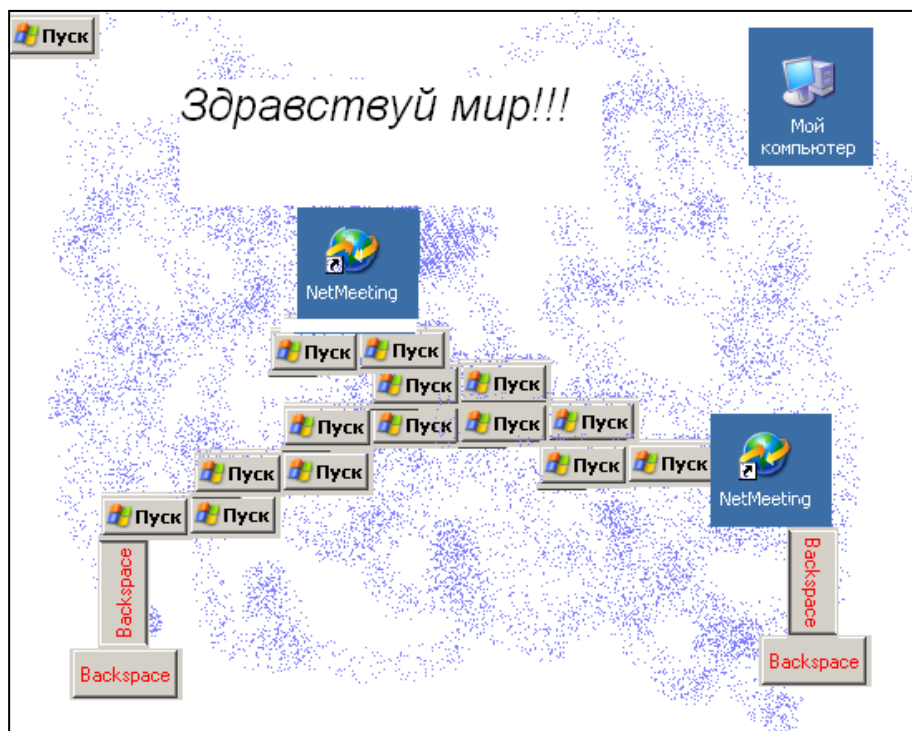 Пуск
Здравствуй мир!!!
Мой
компьютер
NetMeeting
Пуск Пуск
Пуск Пуск
Пуск Пуск Пуск Пуск
Пуск Пуск Пуск Пуск
NetMeeting
Пуск Пуск
Backspace
Backspace
Backspace
Backspace